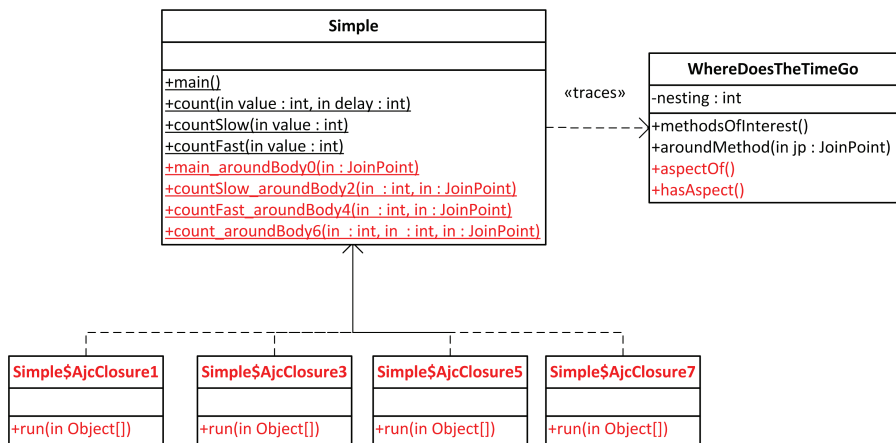 Simple
+main()
+count(in value : int, in delay : int)
+countSlow(in value : int)
+countFast(in value : int)
+main_aroundBody0(in : JoinPoint)
+countSlow_aroundBody2(in : int, in : JoinPoint)
+countFast_aroundBody4(in : int, in : JoinPoint)
+count_aroundBody6(in : int, in : int, in : JoinPoint)
«traces»
WhereDoesTheTimeGo
-nesting : int
+methodsOfInterest()
+aroundMethod(in jp : JoinPoint)
+aspectOf()
+hasAspect()
Simple$AjcClosure1
+run(in Object[])
Simple$AjcClosure3
+run(in Object[])
Simple$AjcClosure5
+run(in Object[])
Simple$AjcClosure7
+run(in Object[])